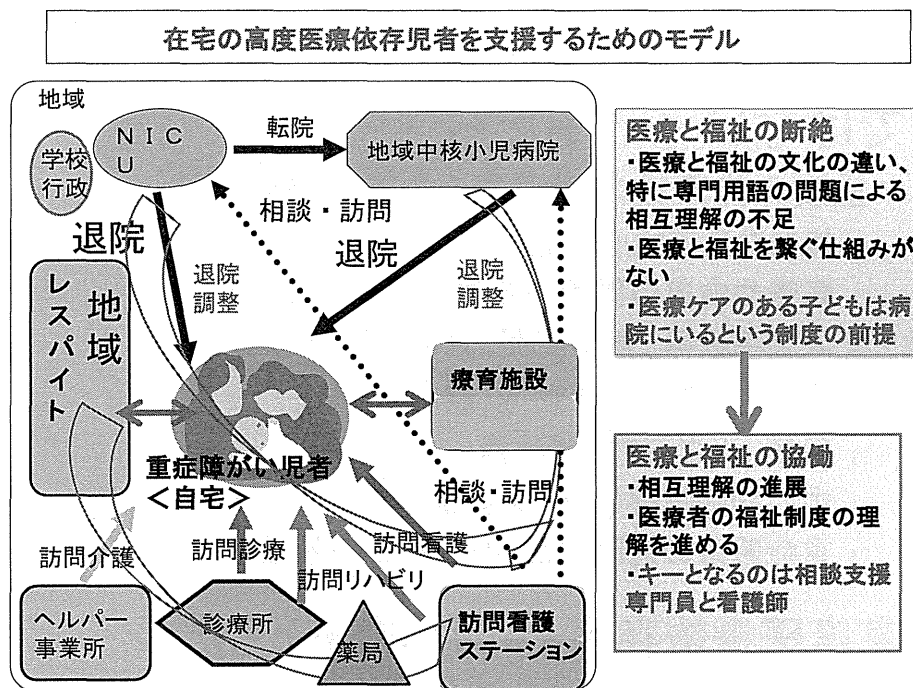 在宅の高度医療依存児者を支援するためのモデル
地域
NIC
U
転院
地域中核小児病院
学校
行政
相談・訪問
退院
退院
退院
調整
退院
調整
レスパイト
地域
療育施設
重症障がい児者
<自宅>
相談・訪問
訪問介護
訪問診療
訪問看護
訪問リハビリ
ヘルパー
事業所
診療所
薬局
訪問看護
ステーション
医療と福祉の断絶
・医療と福祉の文化の違い、
特に専門用語の問題による
相互理解の不足
・医療と福祉を繋ぐ仕組みが
ない
・医療ケアのある子どもは病
院にいるという制度の前提
医療と福祉の協働
・相互理解の進展
・医療者の福祉制度の理
解を進める
・キーとなるのは相談支援
専門員と看護師